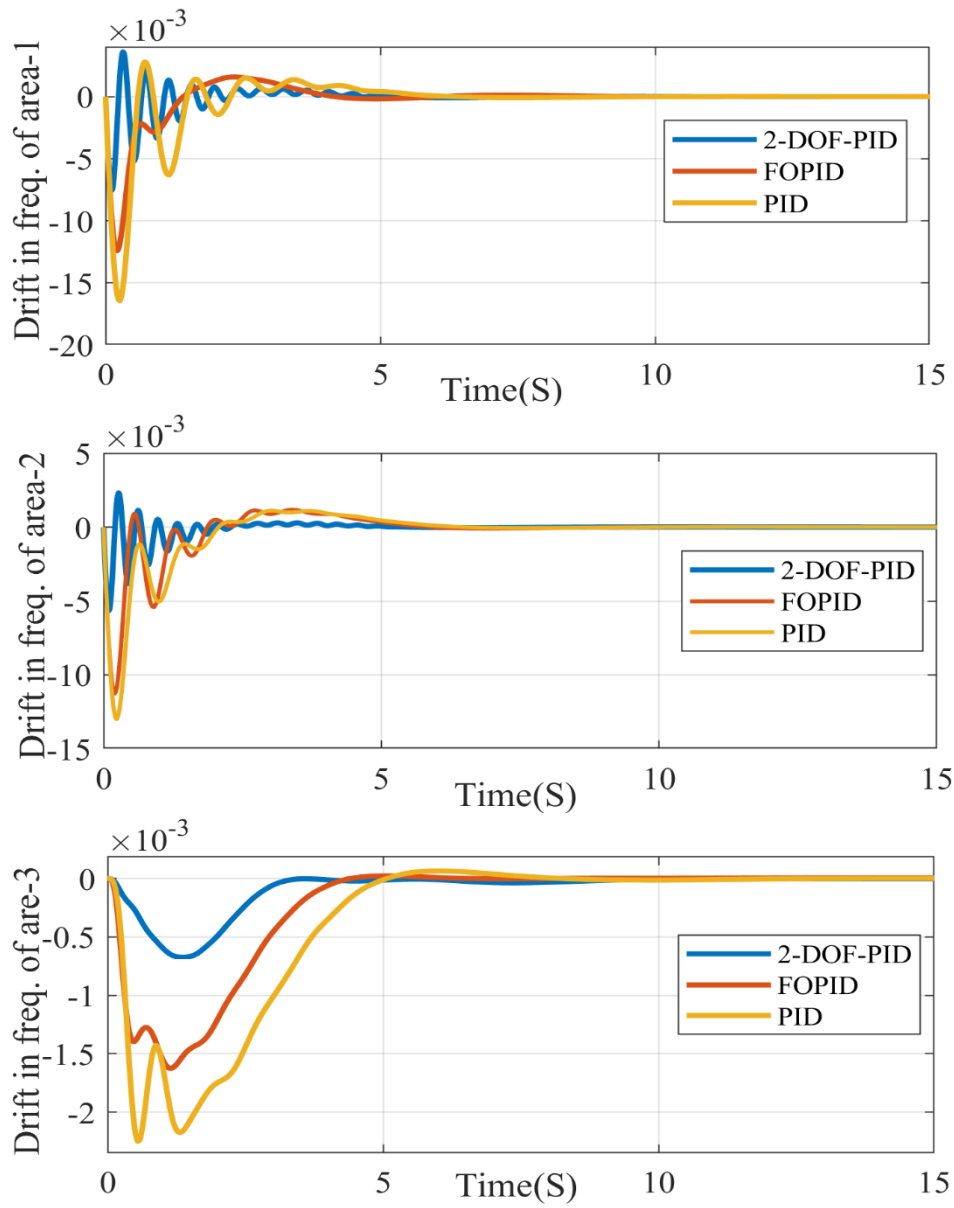 ×10⁻³
Drift in freq. of area-1
0
-5
-10
-15
-20
2-DOF-PID
FOPID
PID
0 5 10 15
Time(S)
×10⁻³
Drift in freq. of area-2
5
0
-5
-10
-15
2-DOF-PID
FOPID
PID
0 5 10 15
Time(S)
×10⁻³
Drift in freq. of are-3
0
-0.5
-1
-1.5
-2
2-DOF-PID
FOPID
PID
0 5 10 15
Time(S)